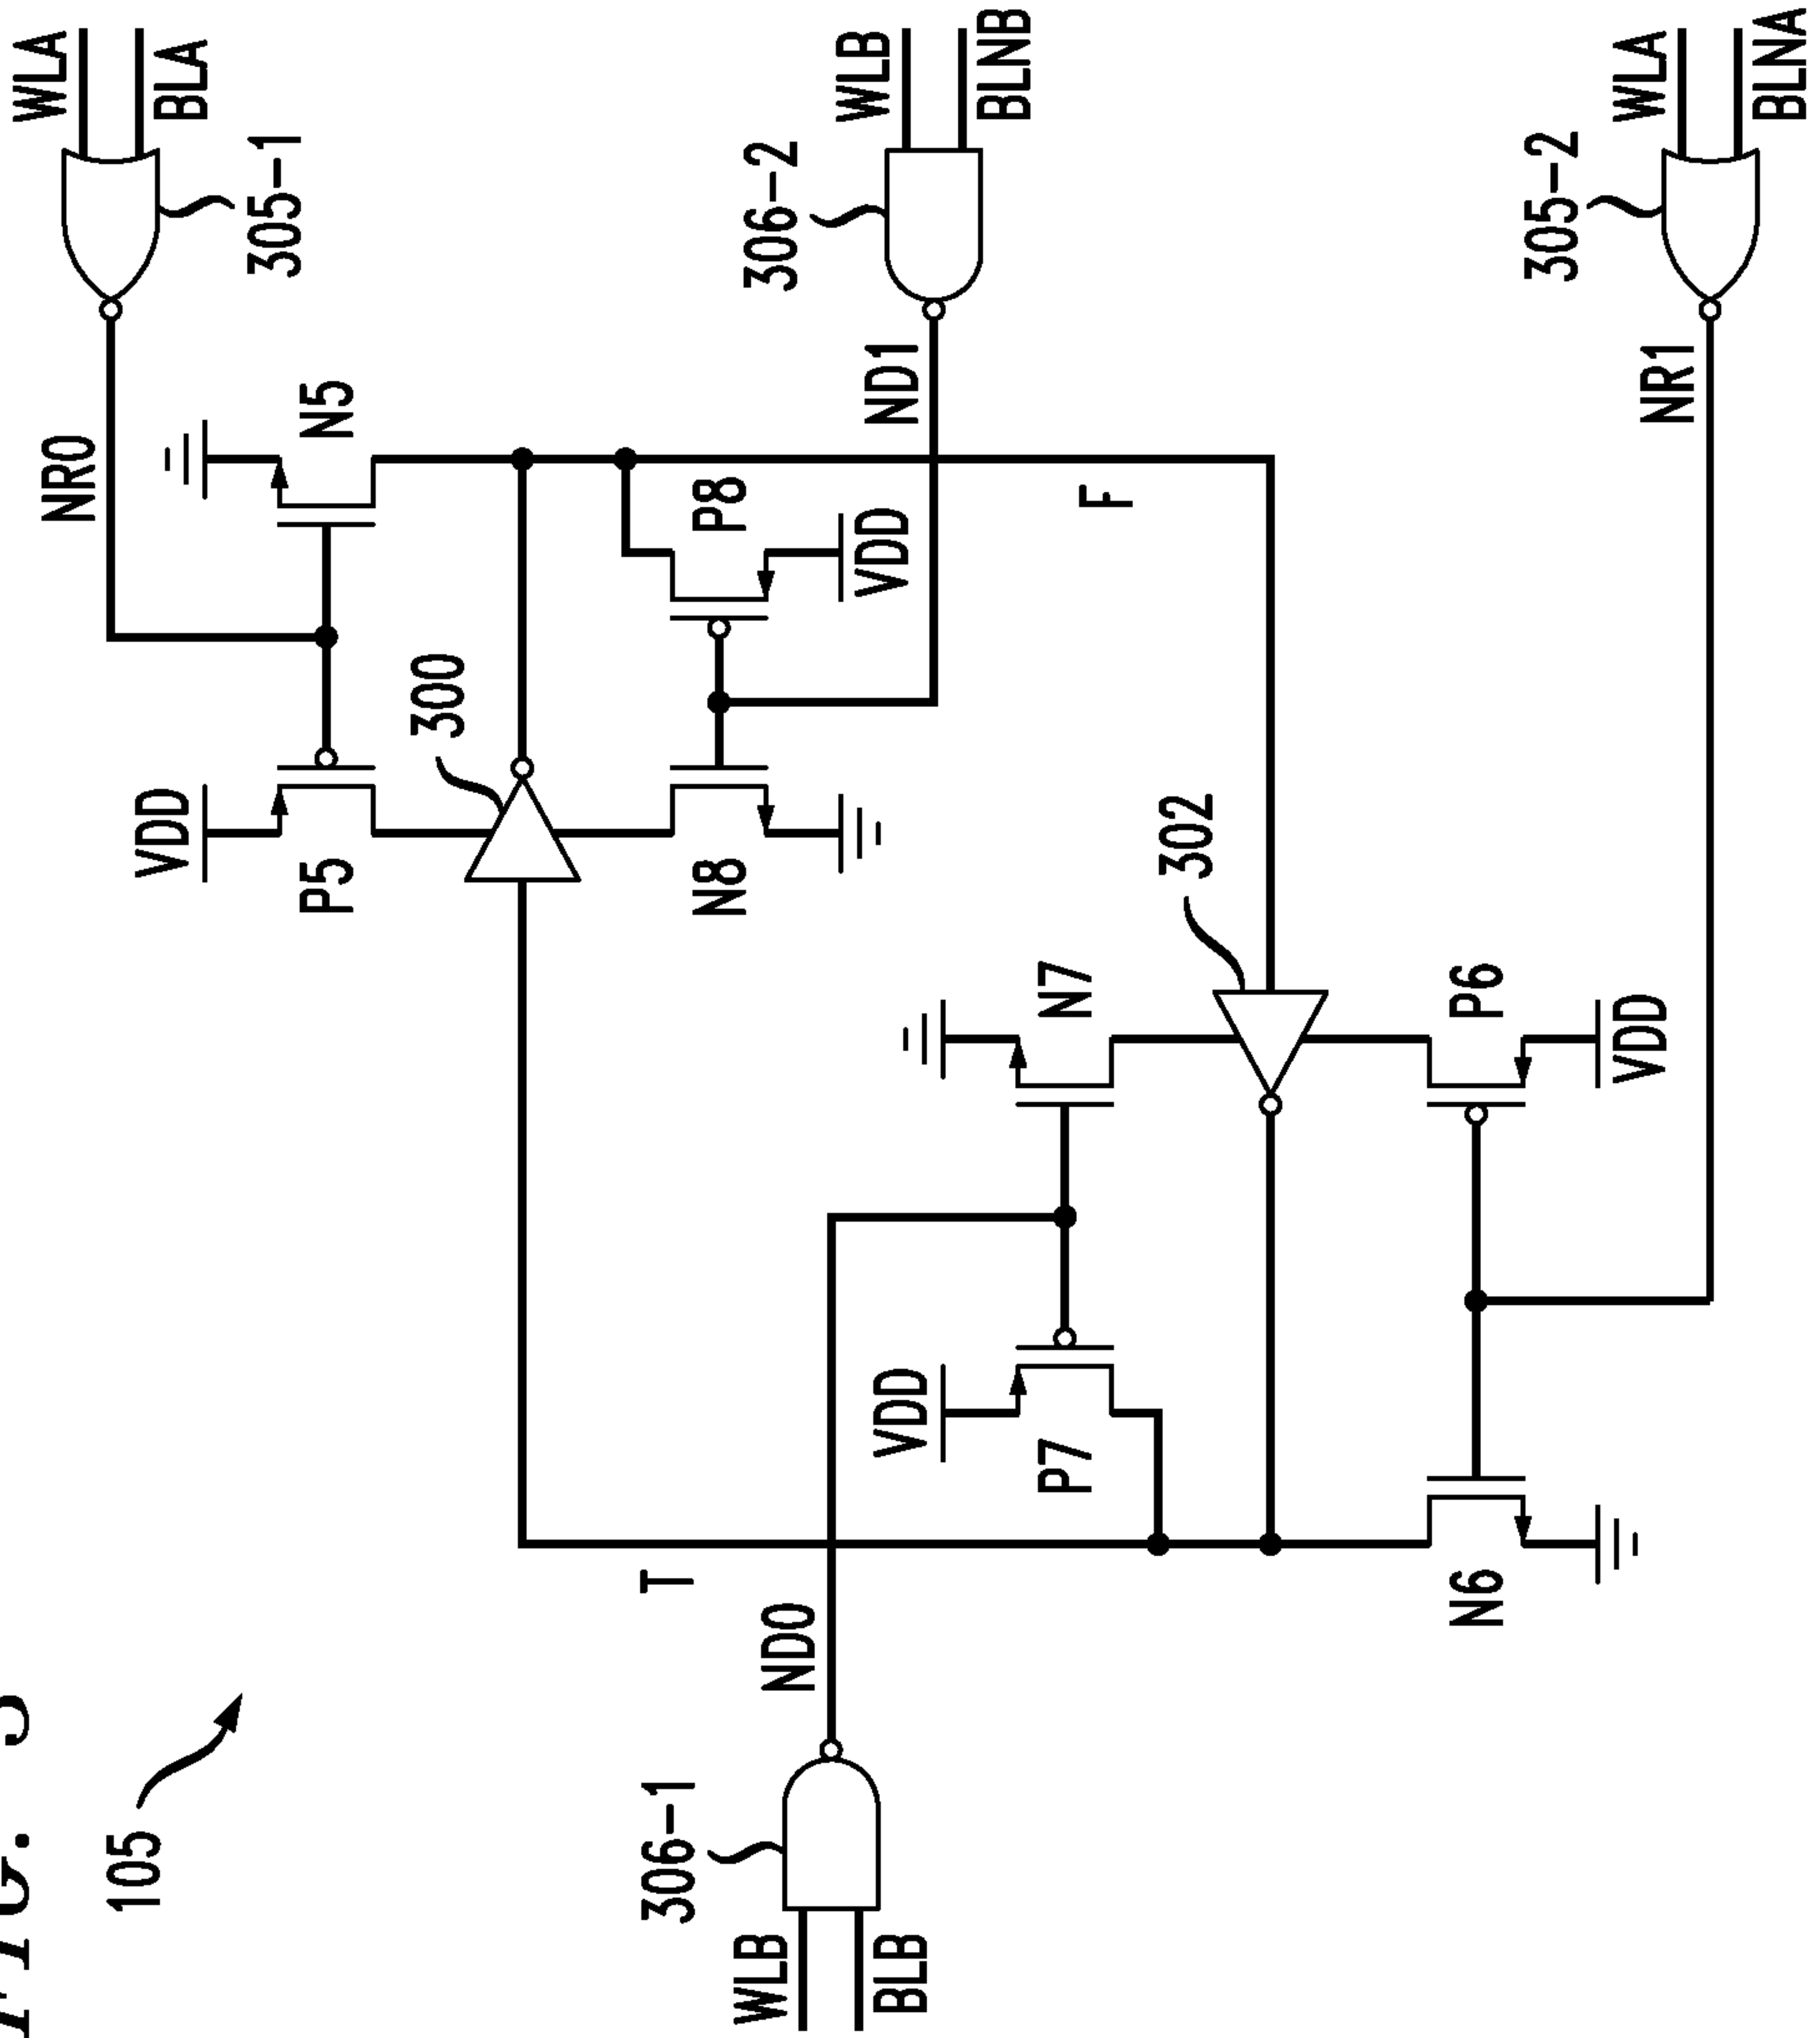 WLA
NR0
105
VDD
BLA
305-1
P5
N5
300
306-1
T
N8
P8
WLB
306-2
ND0
WLB
VDD
ND1
BLB
VDD
BLNB
P7
N7
F
302
N6
P6
305-2
VDD
WLA
NR1
BLNA